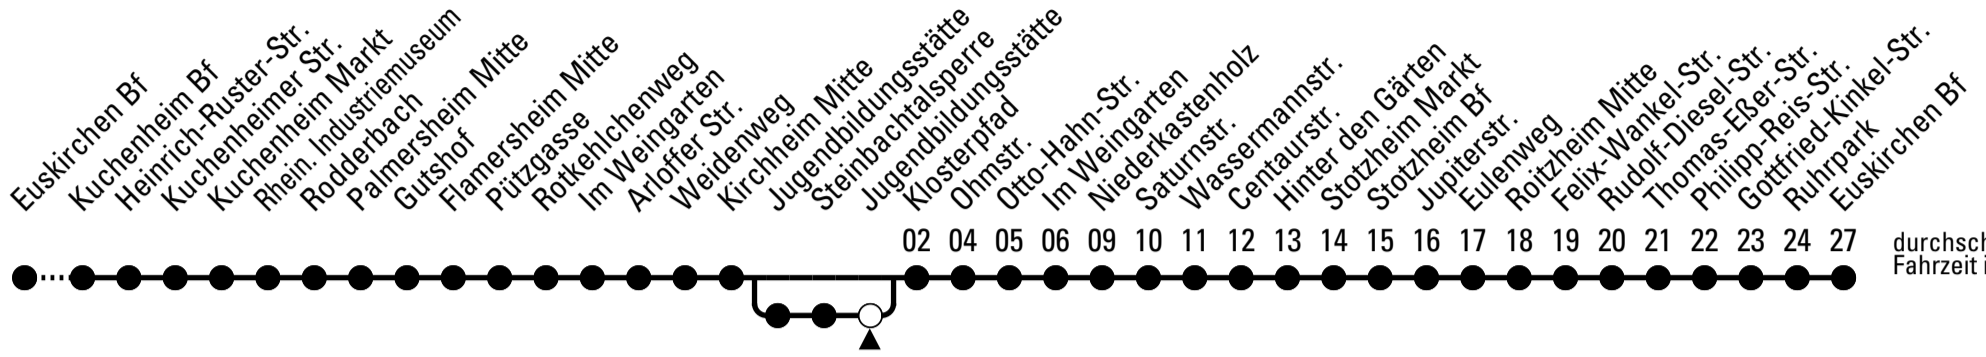 Euskirchen Bf
Kuchenheim Bf
Heinrich-Ruster-Str.
Kuchenheimer Str.
Kuchenheim Markt
Rhein. Industriemuseum
Rodderbach
Palmersheim Mitte
Gutshof
Flamersheim Mitte
Pützgasse
Rotkehlchenweg
Im Weingarten
Arloffer Str.
Weidenweg
Kirchheim Mitte
Jugendbildungsstätte
Steinbachtalsperre
Jugendbildungsstätte
Klosterpfad
Ohmstr.
Otto-Hahn-Str.
Im Weingarten
Niederkastenholz
Saturnstr.
Wassermannstr.
Centaurstr.
Hinter den Gärten
Stotzheim Markt
Stotzheim Bf
Jupiterstr.
Eulenweg
Roitzheim Mitte
Felix-Wankel-Str.
Rudolf-Diesel-Str.
Thomas-Eßer-Str.
Philipp-Reis-Str.
Gottfried-Kinkel-Str.
Ruhrpark
Euskirchen Bf
02 04 05 06 09 10 11 12 13 14 15 16 17 18 19 20 21 22 23 24 27
durchsch
Fahrzeit i